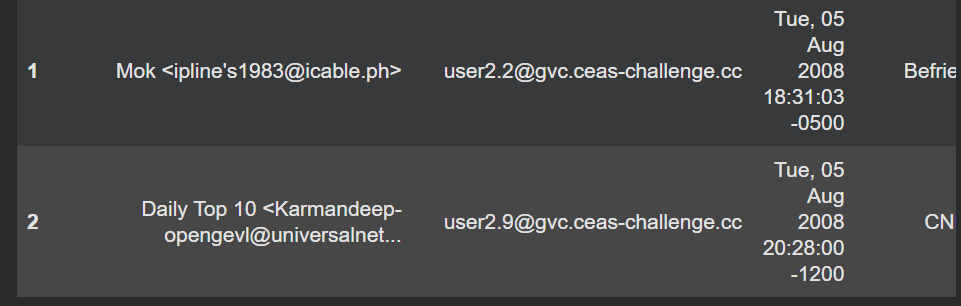 Tue, 05
Aug
1 Mok <ipline's1983@icable.ph> user2.2@gvc.ceas-challenge.cc 2008 Befrie
18:31:03
-0500
Tue, 05
Daily Top 10 <Karmandeep- Aug
2 user2.9@gvc.ceas-challenge.cc 2008 CN
opengevl@universalnet... 20:28:00
-1200